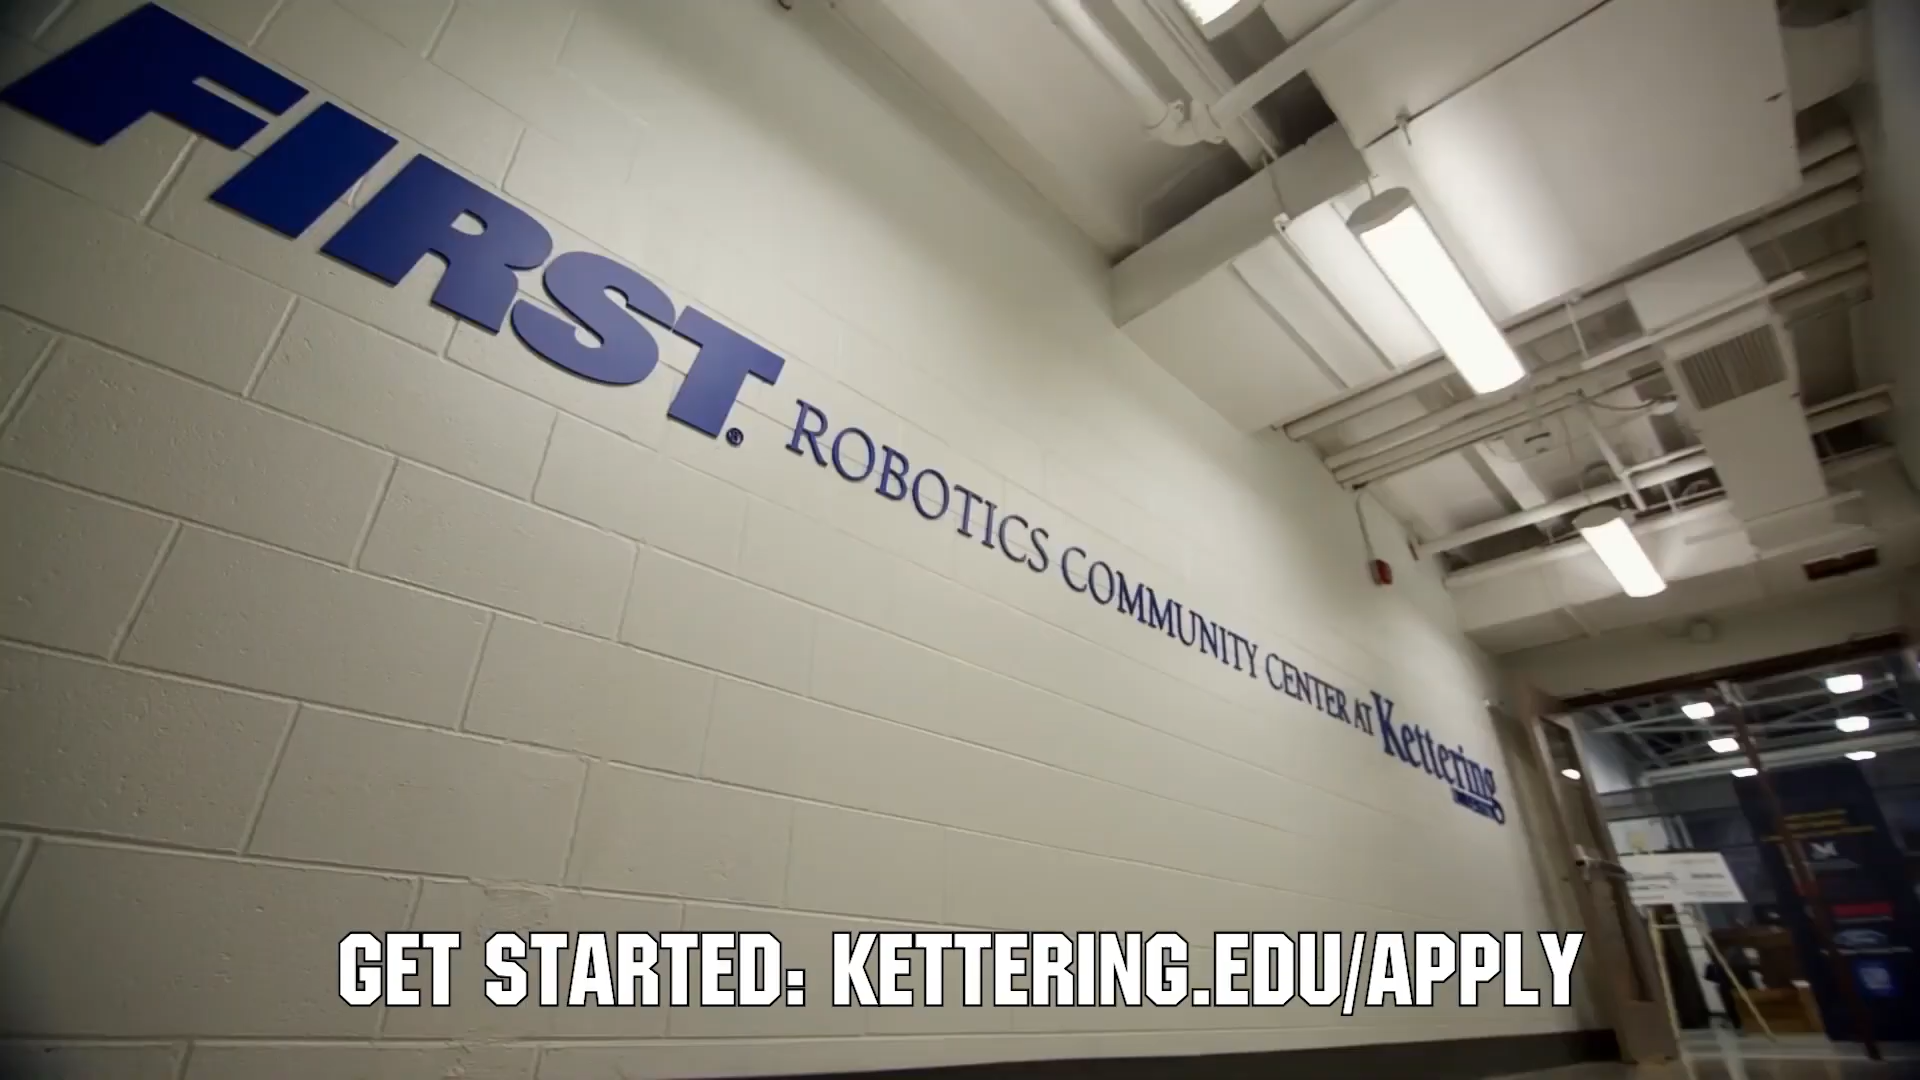 FIRST® ROBOTICS COMMUNITY CENTER AT Kettering
GET STARTED: KETTERING.EDU/APPLY